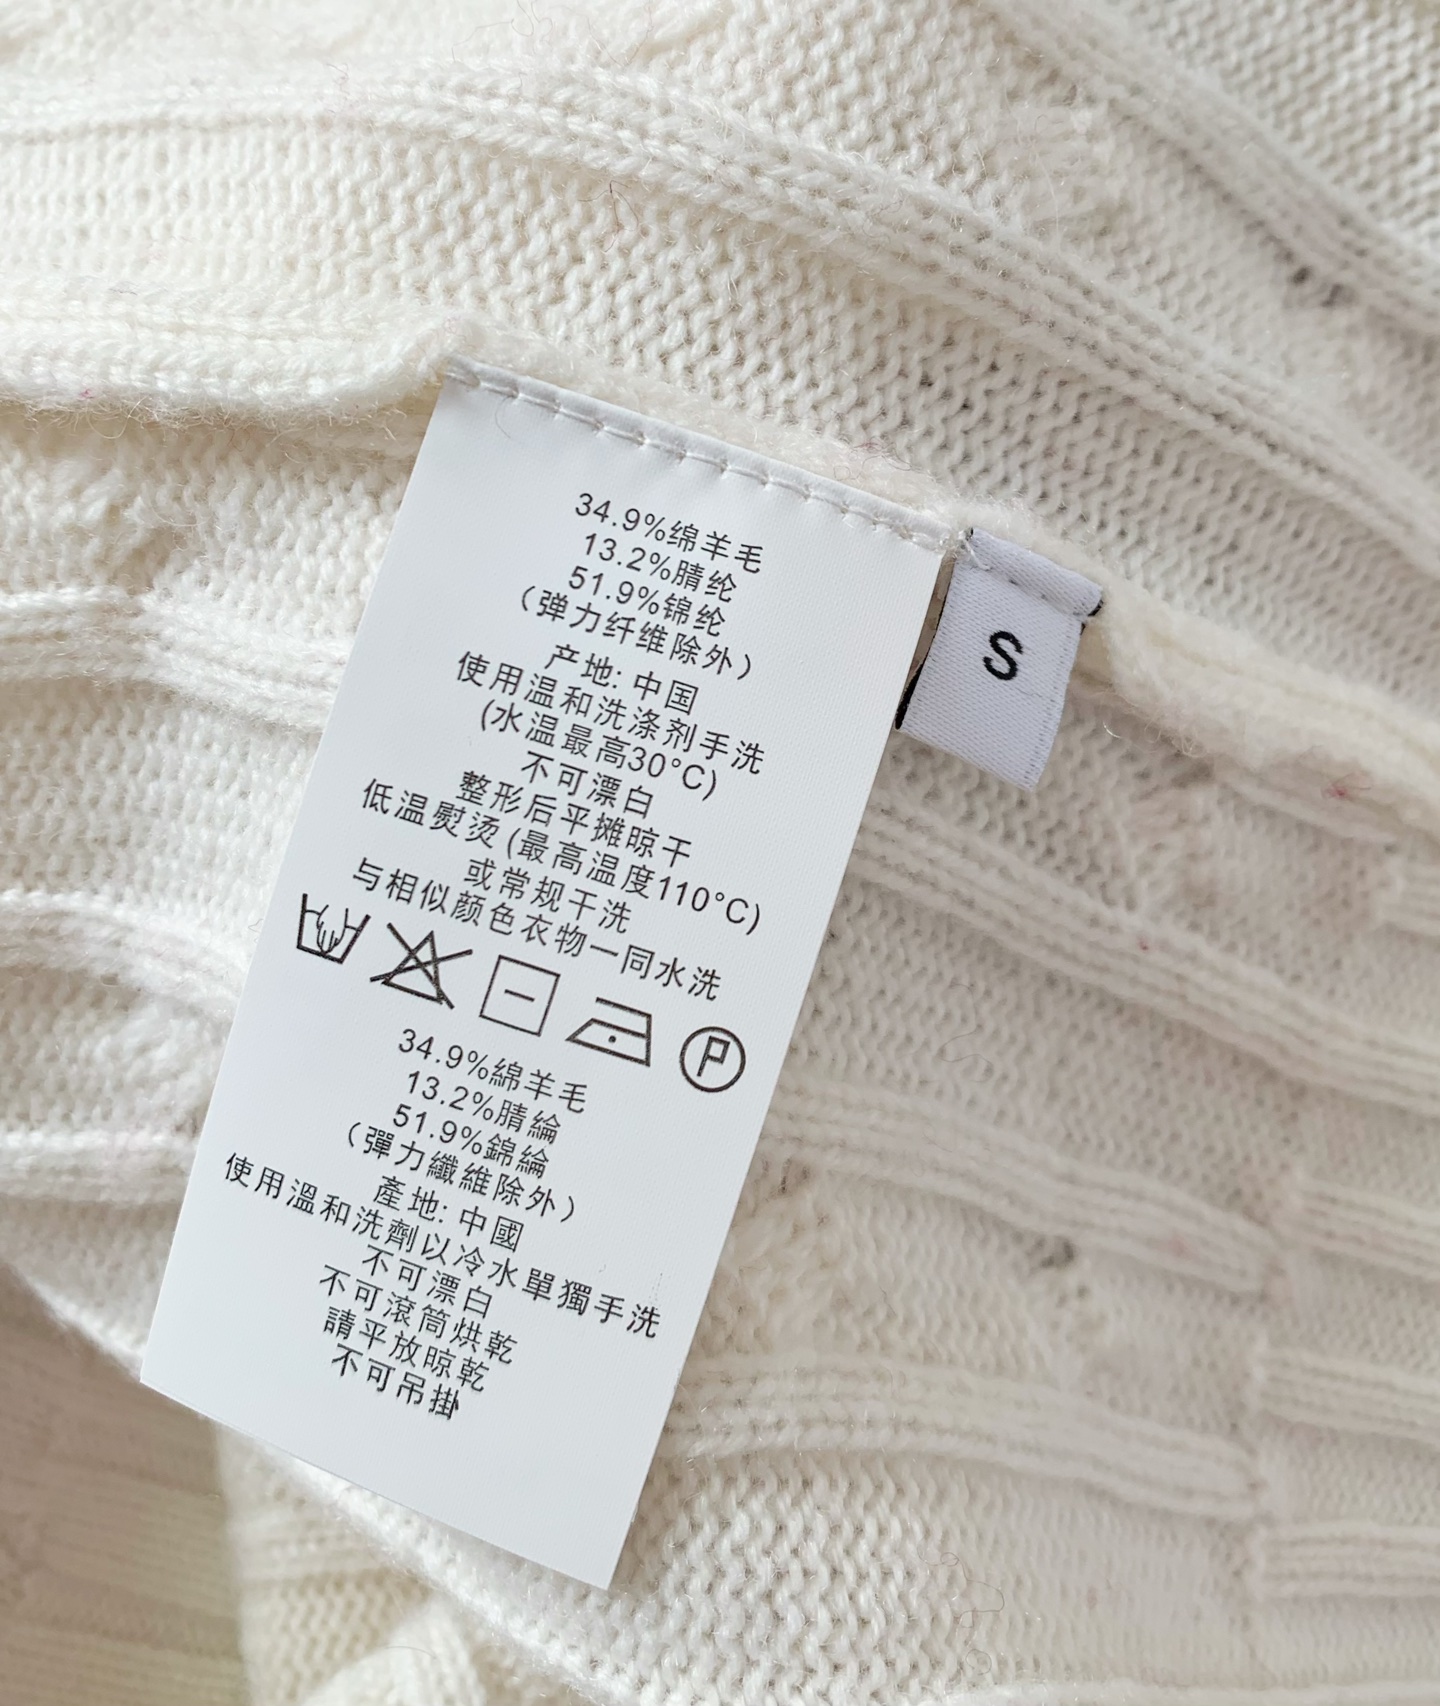 34.9%绵羊毛
13.2%腈纶
51.9%锦纶
（弹力纤维除外）
产地: 中国
使用温和洗涤剂手洗
(水温最高30°C)
不可漂白
整形后平摊晾干
低温熨烫 (最高温度110°C)
或常规干洗
与相似颜色衣物一同水洗
P
34.9%綿羊毛
13.2%腈綸
51.9%錦綸
（彈力纖維除外）
產地: 中國
使用溫和洗劑以冷水單獨手洗
不可漂白
不可滾筒烘乾
請平放晾乾
不可吊掛
S